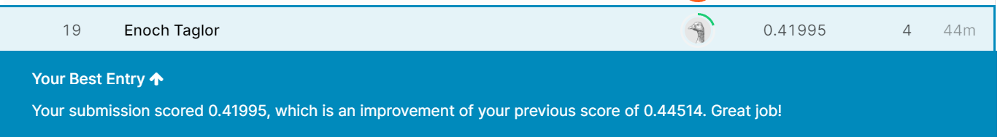 19 Enoch Taglor 0.41995 4 44m
Your Best Entry
Your submission scored 0.41995, which is an improvement of your previous score of 0.44514. Great job!